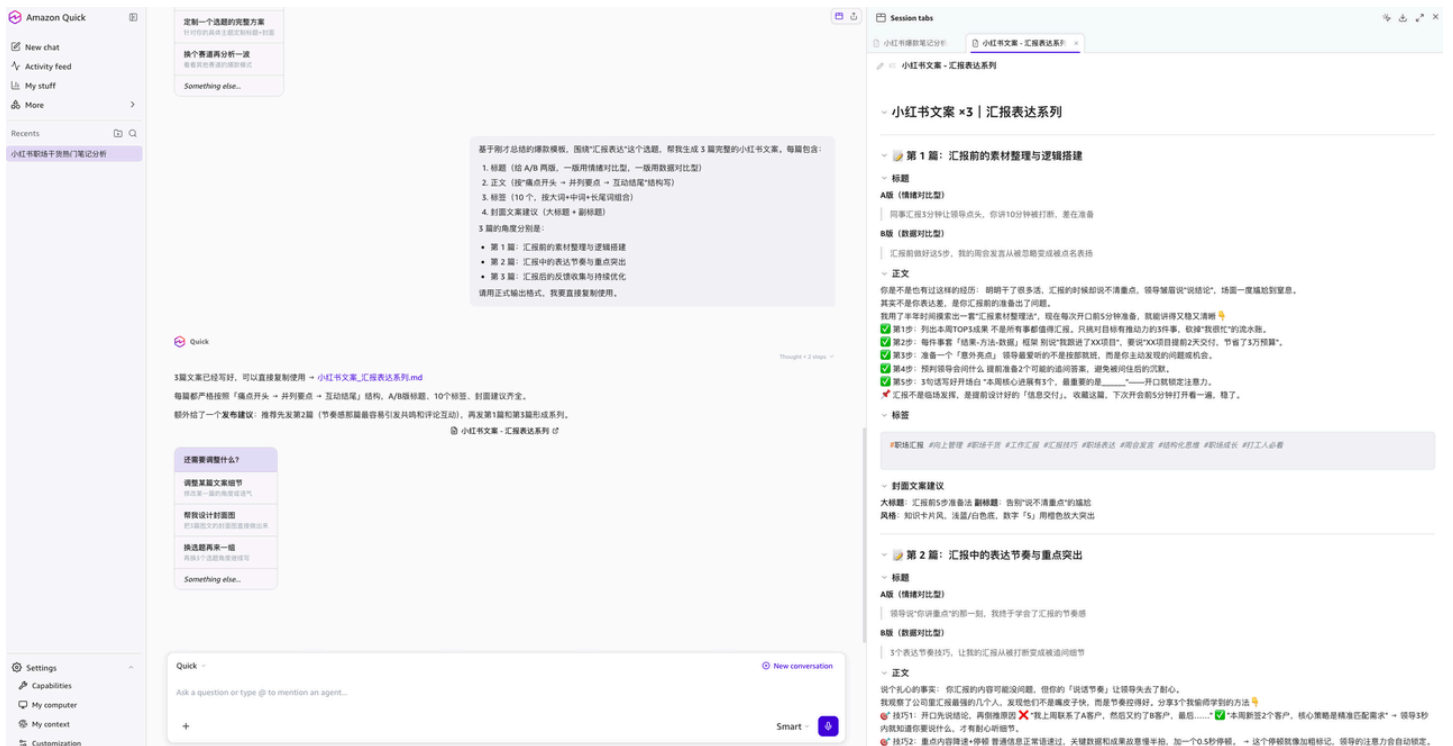 Amazon Quick
New chat
Activity feed
My stuff
More
Recents
小红书职场干货热门笔记分析
Settings
Capabilities
My computer
My context
Customization
定制一个选题的完整方案
针对你的具体主题定制标题+封面
换个赛道再分析一波
看看其他赛道的爆款模式
Something else...
基于刚才总结的爆款模板，围绕"汇报表达"这个选题，帮我生成 3 篇完整的小红书文案。每篇包含：
1. 标题（给 A/B 两版，一版用情绪对比型，一版用数据对比型）
2. 正文（按"痛点开头 → 并列要点 → 互动结尾"结构写）
3. 标签（10 个，按大词+中词+长尾词组合）
4. 封面文案建议（大标题 + 副标题）
3 篇的角度分别是：
• 第 1 篇：汇报前的素材整理与逻辑搭建
• 第 2 篇：汇报中的表达节奏与重点突出
• 第 3 篇：汇报后的反馈收集与持续优化
请用正式输出格式，我要直接复制使用。
Quick
Thought • 2 steps
3篇文案已经写好，可以直接复制使用 → 小红书文案_汇报表达系列.md
每篇都严格按照「痛点开头 → 并列要点 → 互动结尾」结构，A/B版标题、10个标签、封面建议齐全。
额外给了一个发布建议：推荐先发第2篇（节奏感那篇最容易引发共鸣和评论互动），再发第1篇和第3篇形成系列。
小红书文案 - 汇报表达系列
还需要调整什么？
调整某篇文案细节
修改某一篇的角度或语气
帮我设计封面图
把3篇图文的封面图直接做出来
换选题再来一组
再换3个选题角度继续写
Something else...
Quick
New conversation
Ask a question or type @ to mention an agent...
Smart
Session tabs
小红书爆款笔记分析
小红书文案 - 汇报表达系列
小红书文案 - 汇报表达系列
小红书文案 ×3｜汇报表达系列
📝 第 1 篇：汇报前的素材整理与逻辑搭建
标题
A版（情绪对比型）
同事汇报3分钟让领导点头，你讲10分钟被打断，差在准备
B版（数据对比型）
汇报前做好这5步，我的周会发言从被忽略变成被点名表扬
正文
你是不是也有过这样的经历： 明明干了很多活，汇报的时候却说不清重点，领导皱眉说"说结论"，场面一度尴尬到窒息。
其实不是你表达差，是你汇报前的准备出了问题。
我用了半年时间摸索出一套"汇报素材整理法"，现在每次开口前5分钟准备，就能讲得又稳又清晰👇
✅ 第1步：列出本周TOP3成果 不是所有事都值得汇报。只挑对目标有推动力的3件事，砍掉"我很忙"的流水账。
✅ 第2步：每件事套「结果-方法-数据」框架 别说"我跟进了XX项目"，要说"XX项目提前2天交付，节省了3万预算"。
✅ 第3步：准备一个「意外亮点」 领导最爱听的不是按部就班，而是你主动发现的问题或机会。
✅ 第4步：预判领导会问什么 提前准备2个可能的追问答案，避免被问住后的沉默。
✅ 第5步：3句话写好开场白 "本周核心进展有3个，最重要的是______"——开口就锁定注意力。
📌 汇报不是临场发挥，是提前设计好的「信息交付」。 收藏这篇，下次开会前5分钟打开看一遍，稳了。
标签
#职场汇报 #向上管理 #职场干货 #工作汇报 #汇报技巧 #职场表达 #周会发言 #结构化思维 #职场成长 #打工人必看
封面文案建议
大标题：汇报前5步准备法 副标题：告别"说不清重点"的尴尬
风格：知识卡片风，浅蓝/白色底，数字「5」用橙色放大突出
📝 第 2 篇：汇报中的表达节奏与重点突出
标题
A版（情绪对比型）
领导说"你讲重点"的那一刻，我终于学会了汇报的节奏感
B版（数据对比型）
3个表达节奏技巧，让我的汇报从被打断变成被追问细节
正文
说个扎心的事实： 你汇报的内容可能没问题，但你的「说话节奏」让领导失去了耐心。
我观察了公司里汇报最强的几个人，发现他们不是嘴皮子快，而是节奏控得好。分享3个我偷师学到的方法👇
🎯 技巧1：开口先说结论，再倒推原因 ❌ "我上周联系了A客户，然后又约了B客户，最后……" ✅ "本周新签2个客户，核心策略是精准匹配需求" → 领导3秒
内就知道你要说什么，才有耐心听细节。
🎯 技巧2：重点内容降速+停顿 普通信息正常语速过，关键数据和成果故意慢半拍，加一个0.5秒停顿。 → 这个停顿就像加粗标记，领导的注意力会自动锁定。